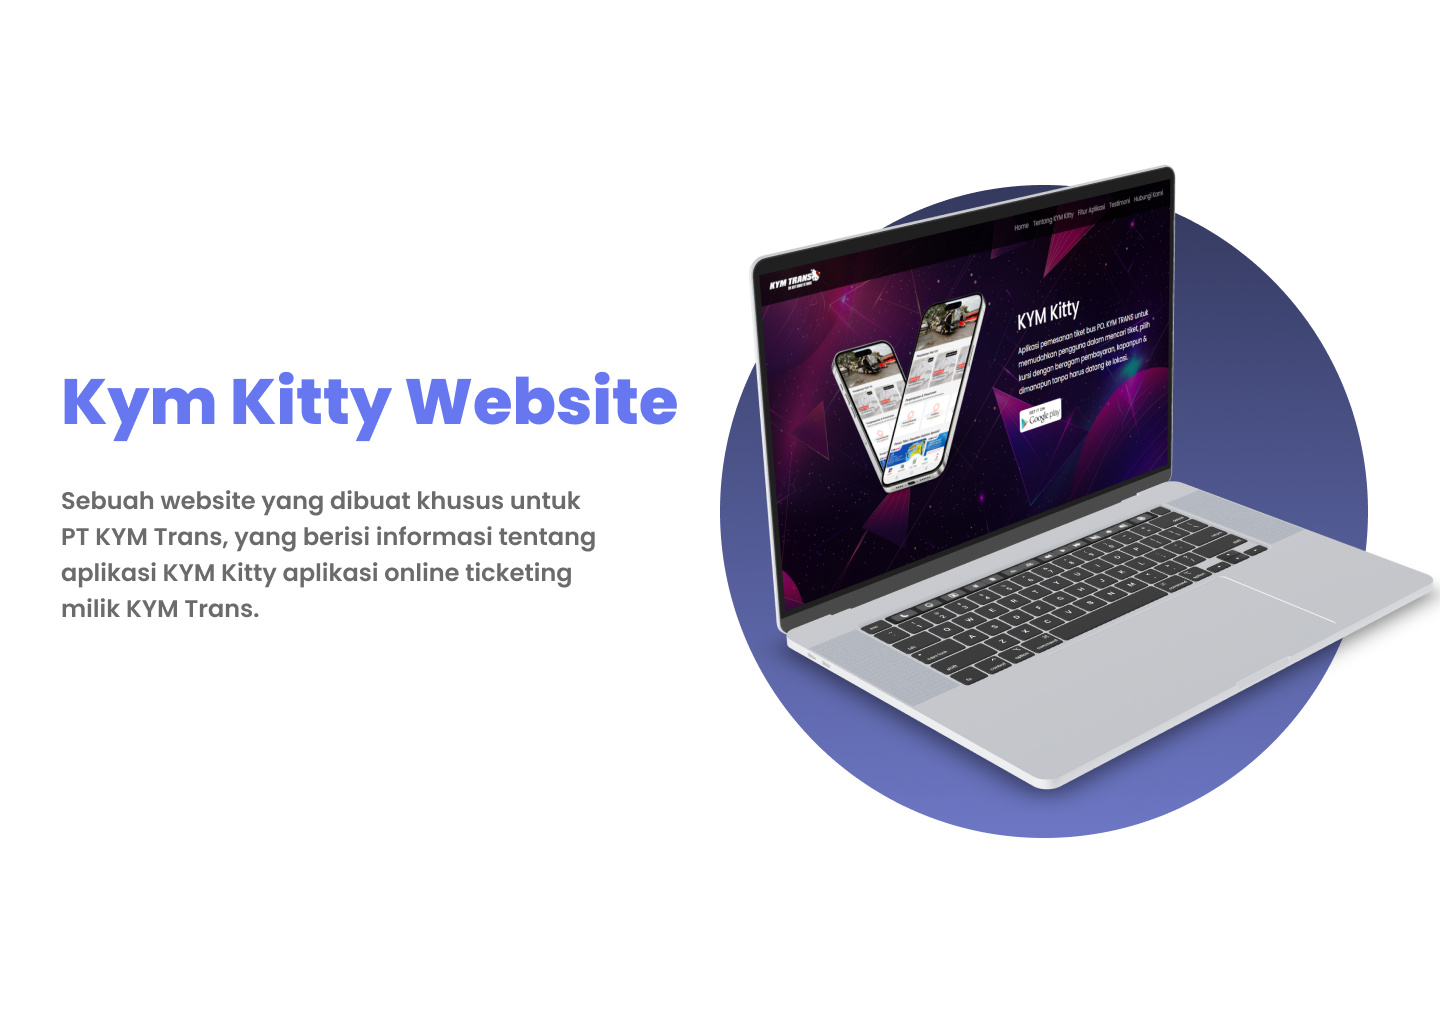 Kym Kitty Website
Sebuah website yang dibuat khusus untuk
PT KYM Trans, yang berisi informasi tentang
aplikasi KYM Kitty aplikasi online ticketing
milik KYM Trans.
Home Tentang KYM Kitty Fitur Aplikasi Testimoni Hubungi Kami
KYM TRANS
KYM Kitty
Aplikasi pemesanan tiket bus PO. KYM TRANS untuk
memudahkan pengguna dalam mencari tiket, pilih
kursi dengan beragam pembayaran, kapanpun &
dimanapun tanpa harus datang ke lokasi.
GET IT ON
Google play